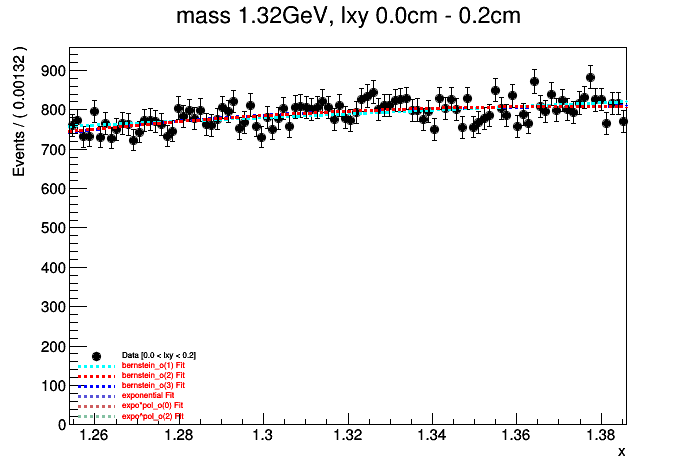 mass 1.32GeV, lxy 0.0cm - 0.2cm
Events / ( 0.00132 )
900
800
700
600
500
400
300
200
100
0
Data [0.0 < lxy < 0.2]
bernstein_o(1) Fit
bernstein_o(2) Fit
bernstein_o(3) Fit
exponential Fit
expo*pol_o(0) Fit
expo*pol_o(2) Fit
1.26 1.28 1.3 1.32 1.34 1.36 1.38
x